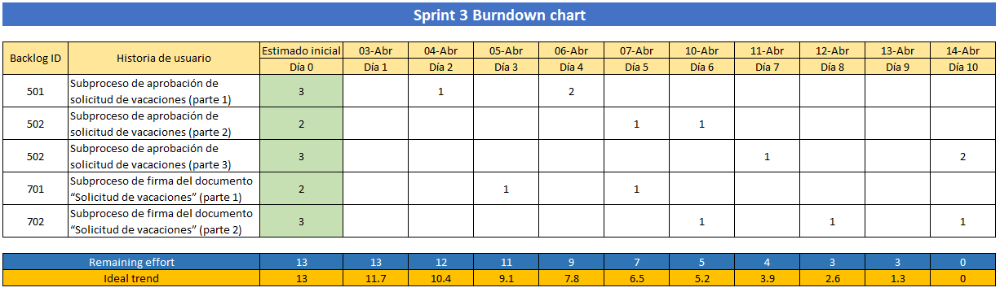 Sprint 3 Burndown chart
Backlog ID Historia de usuario Estimado inicial 03-Abr 04-Abr 05-Abr 06-Abr 07-Abr 10-Abr 11-Abr 12-Abr 13-Abr 14-Abr
Día 0 Día 1 Día 2 Día 3 Día 4 Día 5 Día 6 Día 7 Día 8 Día 9 Día 10
501 Subproceso de aprobación de
solicitud de vacaciones (parte 1) 3 1 2
502 Subproceso de aprobación de
solicitud de vacaciones (parte 2) 2 1 1
502 Subproceso de aprobación de
solicitud de vacaciones (parte 3) 3 1 2
701 Subproceso de firma del documento
“Solicitud de vacaciones” (parte 1) 2 1 1
702 Subproceso de firma del documento
“Solicitud de vacaciones” (parte 2) 3 1 1 1
Remaining effort 13 13 12 11 9 7 5 4 3 3 0
Ideal trend 13 11.7 10.4 9.1 7.8 6.5 5.2 3.9 2.6 1.3 0